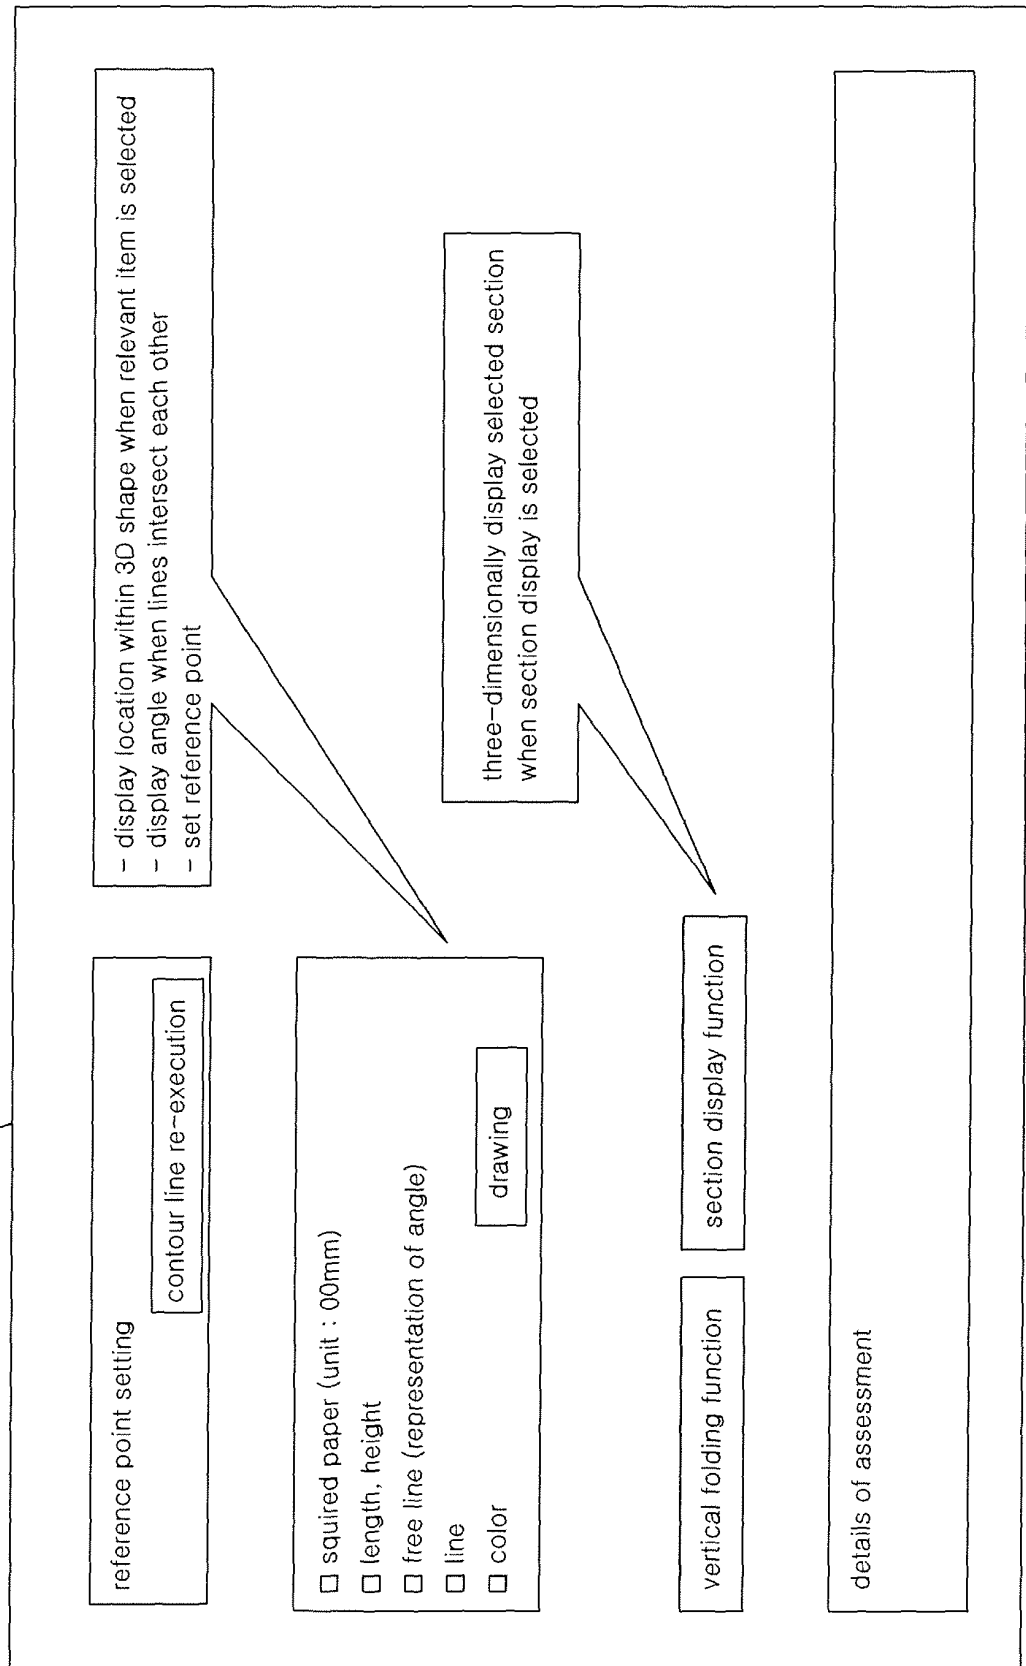 reference point setting
contour line re-execution
- display location within 3D shape when relevant item is selected
- display angle when lines intersect each other
- set reference point
□ squired paper (unit : 00mm)
□ length, height
□ free line (representation of angle)
□ line
□ color
drawing
three-dimensionally display selected section
when section display is selected
vertical folding function
section display function
details of assessment